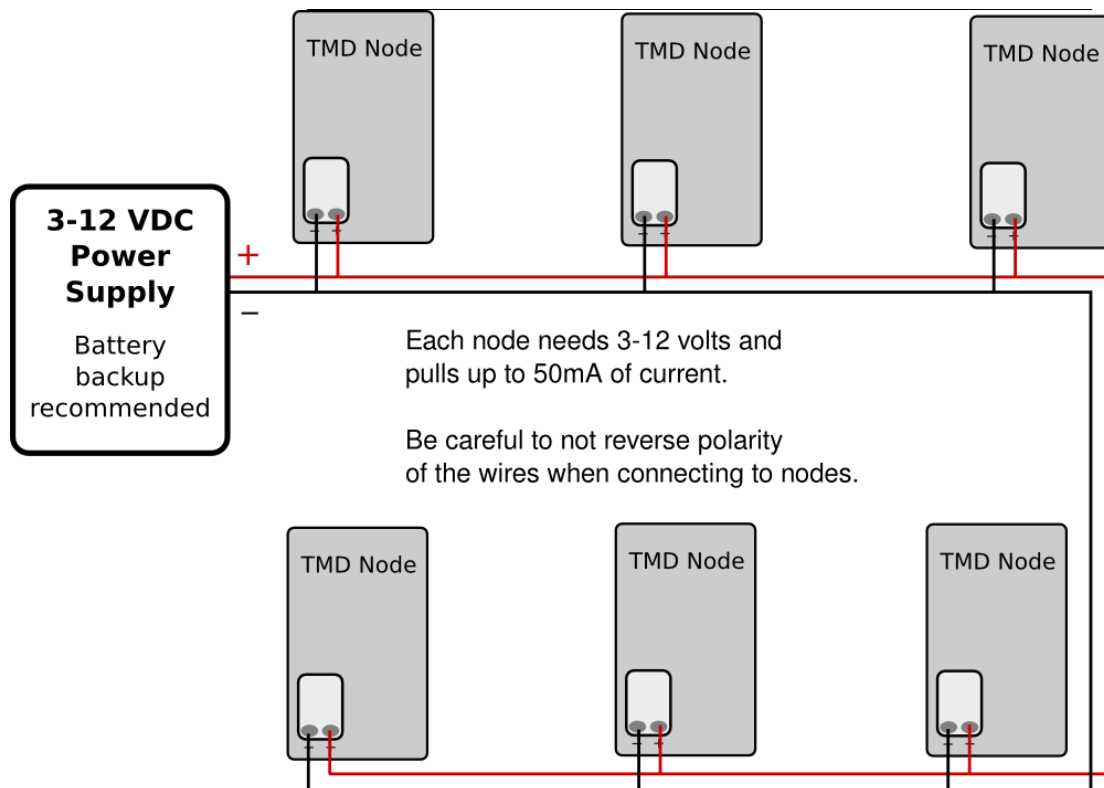 TMD Node
TMD Node
TMD Node
3-12 VDC
Power
Supply
Battery
backup
recommended
+
−
− +
− +
− +
Each node needs 3-12 volts and
pulls up to 50mA of current.
Be careful to not reverse polarity
of the wires when connecting to nodes.
TMD Node
TMD Node
TMD Node
− +
− +
− +